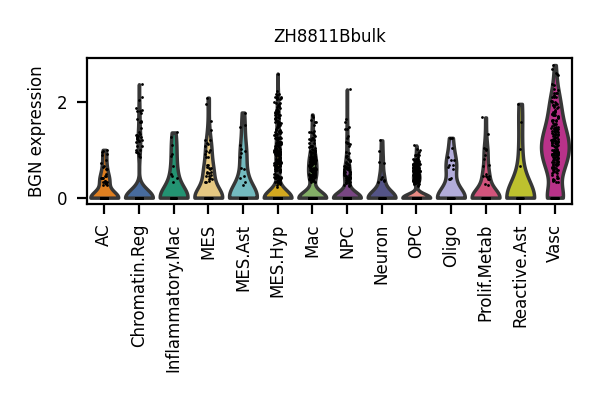 ZH8811Bbulk
BGN expression
2
0
AC
Chromatin.Reg
Inflammatory.Mac
MES
MES.Ast
MES.Hyp
Mac
NPC
Neuron
OPC
Oligo
Prolif.Metab
Reactive.Ast
Vasc